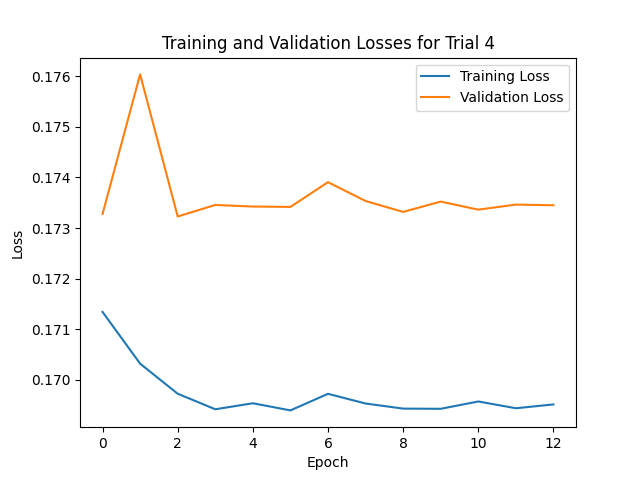 Training and Validation Losses for Trial 4
Training Loss
Validation Loss
Loss
0.176
0.175
0.174
0.173
0.172
0.171
0.170
0 2 4 6 8 10 12
Epoch